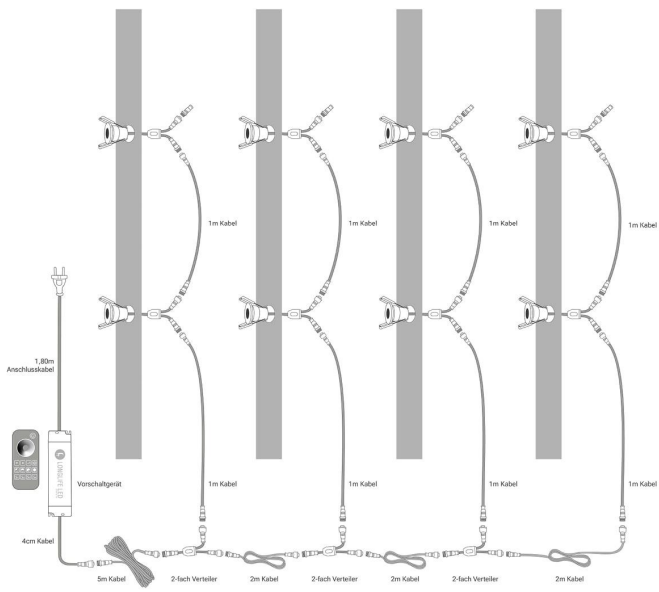 1m Kabel
1m Kabel
1m Kabel
1m Kabel
1,80m
Anschlusskabel
LONGLIFE LED
Vorschaltgerät
1m Kabel
1m Kabel
1m Kabel
1m Kabel
4cm Kabel
5m Kabel
2-fach Verteiler
2m Kabel
2-fach Verteiler
2m Kabel
2-fach Verteiler
2m Kabel